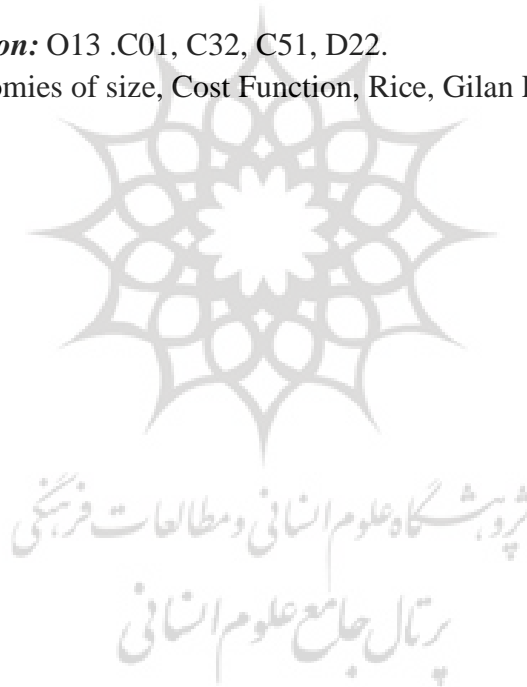 on: O13 .C01, C32, C51, D22.
omies of size, Cost Function, Rice, Gilan
پژوهشگاه علوم انسانی و مطالعات فرهنگی
پرتال جامع علوم انسانی